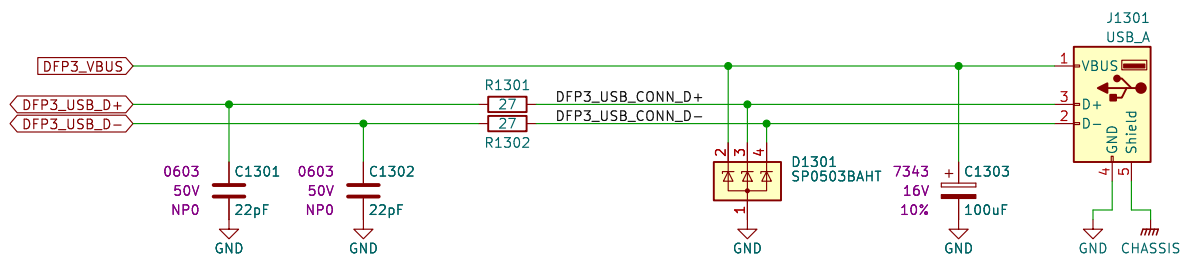 J1301
USB_A
DFP3_VBUS
1
VBUS
R1301
DFP3_USB_D+
27
DFP3_USB_CONN_D+
3
D+
DFP3_USB_D-
27
DFP3_USB_CONN_D-
2
D-
R1302
GND
Shield
2
3
4
D1301
SP0503BAHT
1
GND
0603
50V
NP0
C1301
22pF
GND
0603
50V
NP0
C1302
22pF
GND
7343
16V
10%
+
C1303
100uF
GND
4
5
GND
CHASSIS